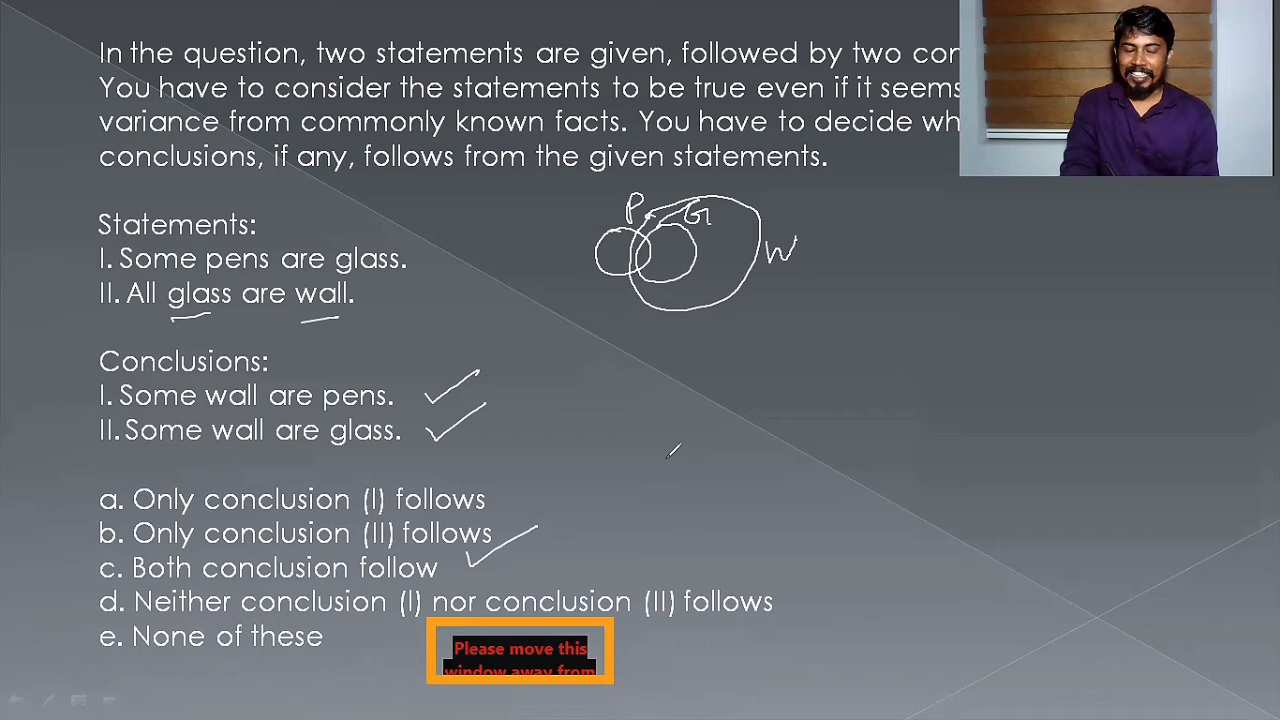 In the question, two statements are given, followed by two con
You have to consider the statements to be true even if it seems
variance from commonly known facts. You have to decide wh
conclusions, if any, follows from the given statements.
P
G
W
Statements:
I. Some pens are glass.
II. All glass are wall.
Conclusions:
I. Some wall are pens.
II. Some wall are glass.
a. Only conclusion (I) follows
b. Only conclusion (II) follows
c. Both conclusion follow
d. Neither conclusion (I) nor conclusion (II) follows
e. None of these
Please move this
window away from